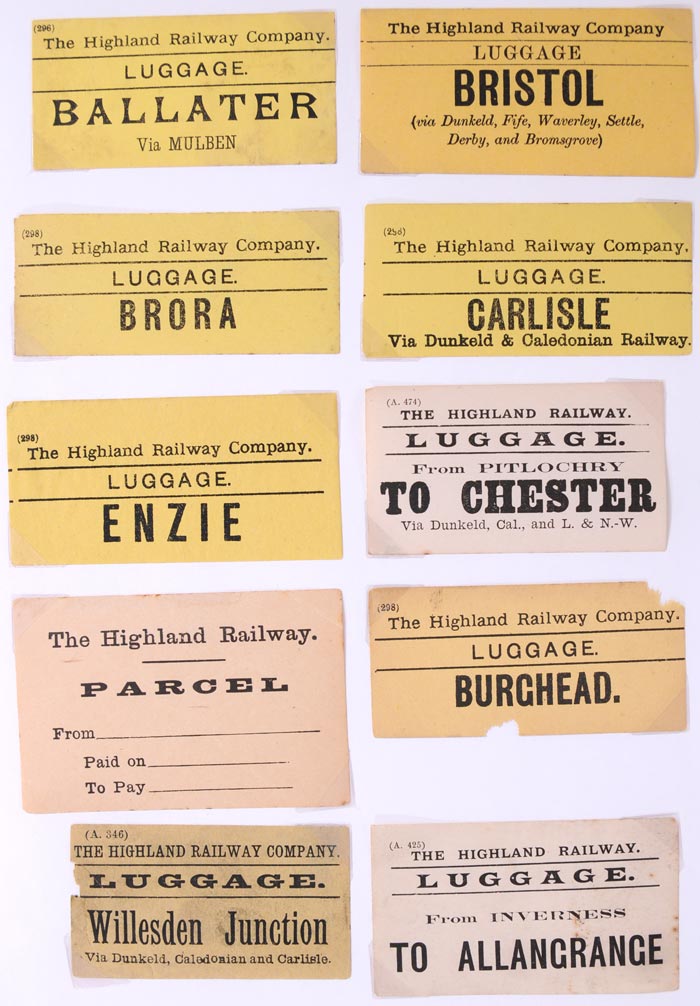 (296)
The Highland Railway Company.
LUGGAGE.
BALLATER
Via MULBEN
The Highland Railway Company
LUGGAGE
BRISTOL
(via Dunkeld, Fife, Waverley, Settle,
Derby, and Bromsgrove)
(298)
The Highland Railway Company.
LUGGAGE.
BRORA
The Highland Railway Company.
LUGGAGE.
CARLISLE
Via Dunkeld & Caledonian Railway.
(298)
The Highland Railway Company.
LUGGAGE.
ENZIE
(A. 474)
THE HIGHLAND RAILWAY.
LUGGAGE.
From PITLOCHRY
TO CHESTER
Via Dunkeld, Cal., and L. & N.-W.
The Highland Railway.
PARCEL
From
Paid on
To Pay
(298)
The Highland Railway Company.
LUGGAGE.
BURGHEAD.
(A. 346)
THE HIGHLAND RAILWAY COMPANY.
LUGGAGE.
Willesden Junction
Via Dunkeld, Caledonian and Carlisle.
(A. 425)
THE HIGHLAND RAILWAY.
LUGGAGE.
From INVERNESS
TO ALLANGRANGE